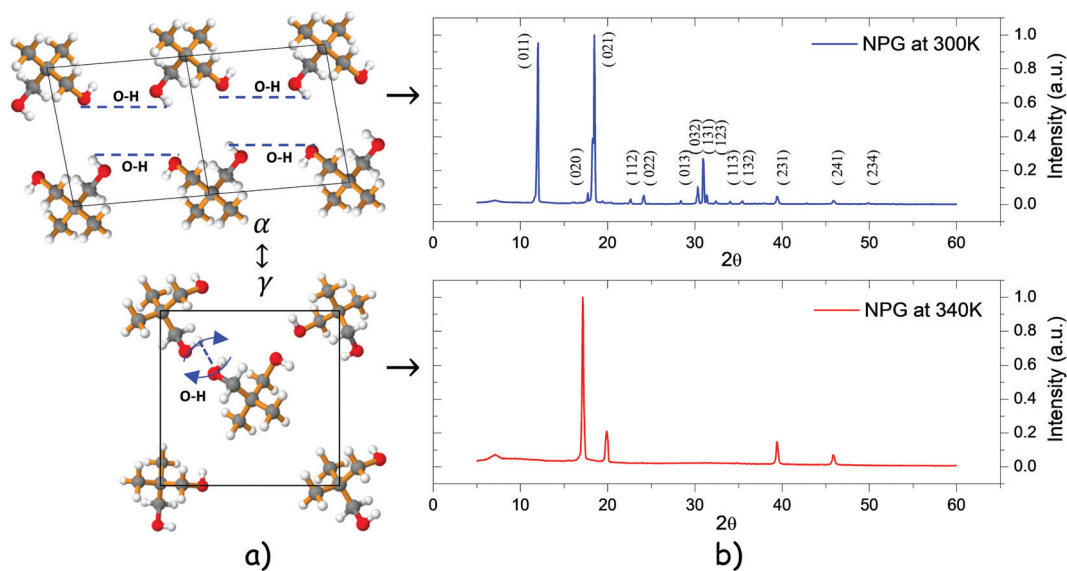 O-H
O-H
O-H
O-H
α
γ
O-H
a)
NPG at 300K
( 011)
( 020 )
( 021)
( 112)
( 022)
( 013)
( 032)
( 131)
( 123)
( 113)
( 132)
( 231)
( 241)
( 234)
1.0
0.8
0.6
0.4
0.2
0.0
Intensity (a.u.)
0 10 20 30 40 50 60
2θ
NPG at 340K
1.0
0.8
0.6
0.4
0.2
0.0
Intensity (a.u.)
0 10 20 30 40 50 60
2θ
b)